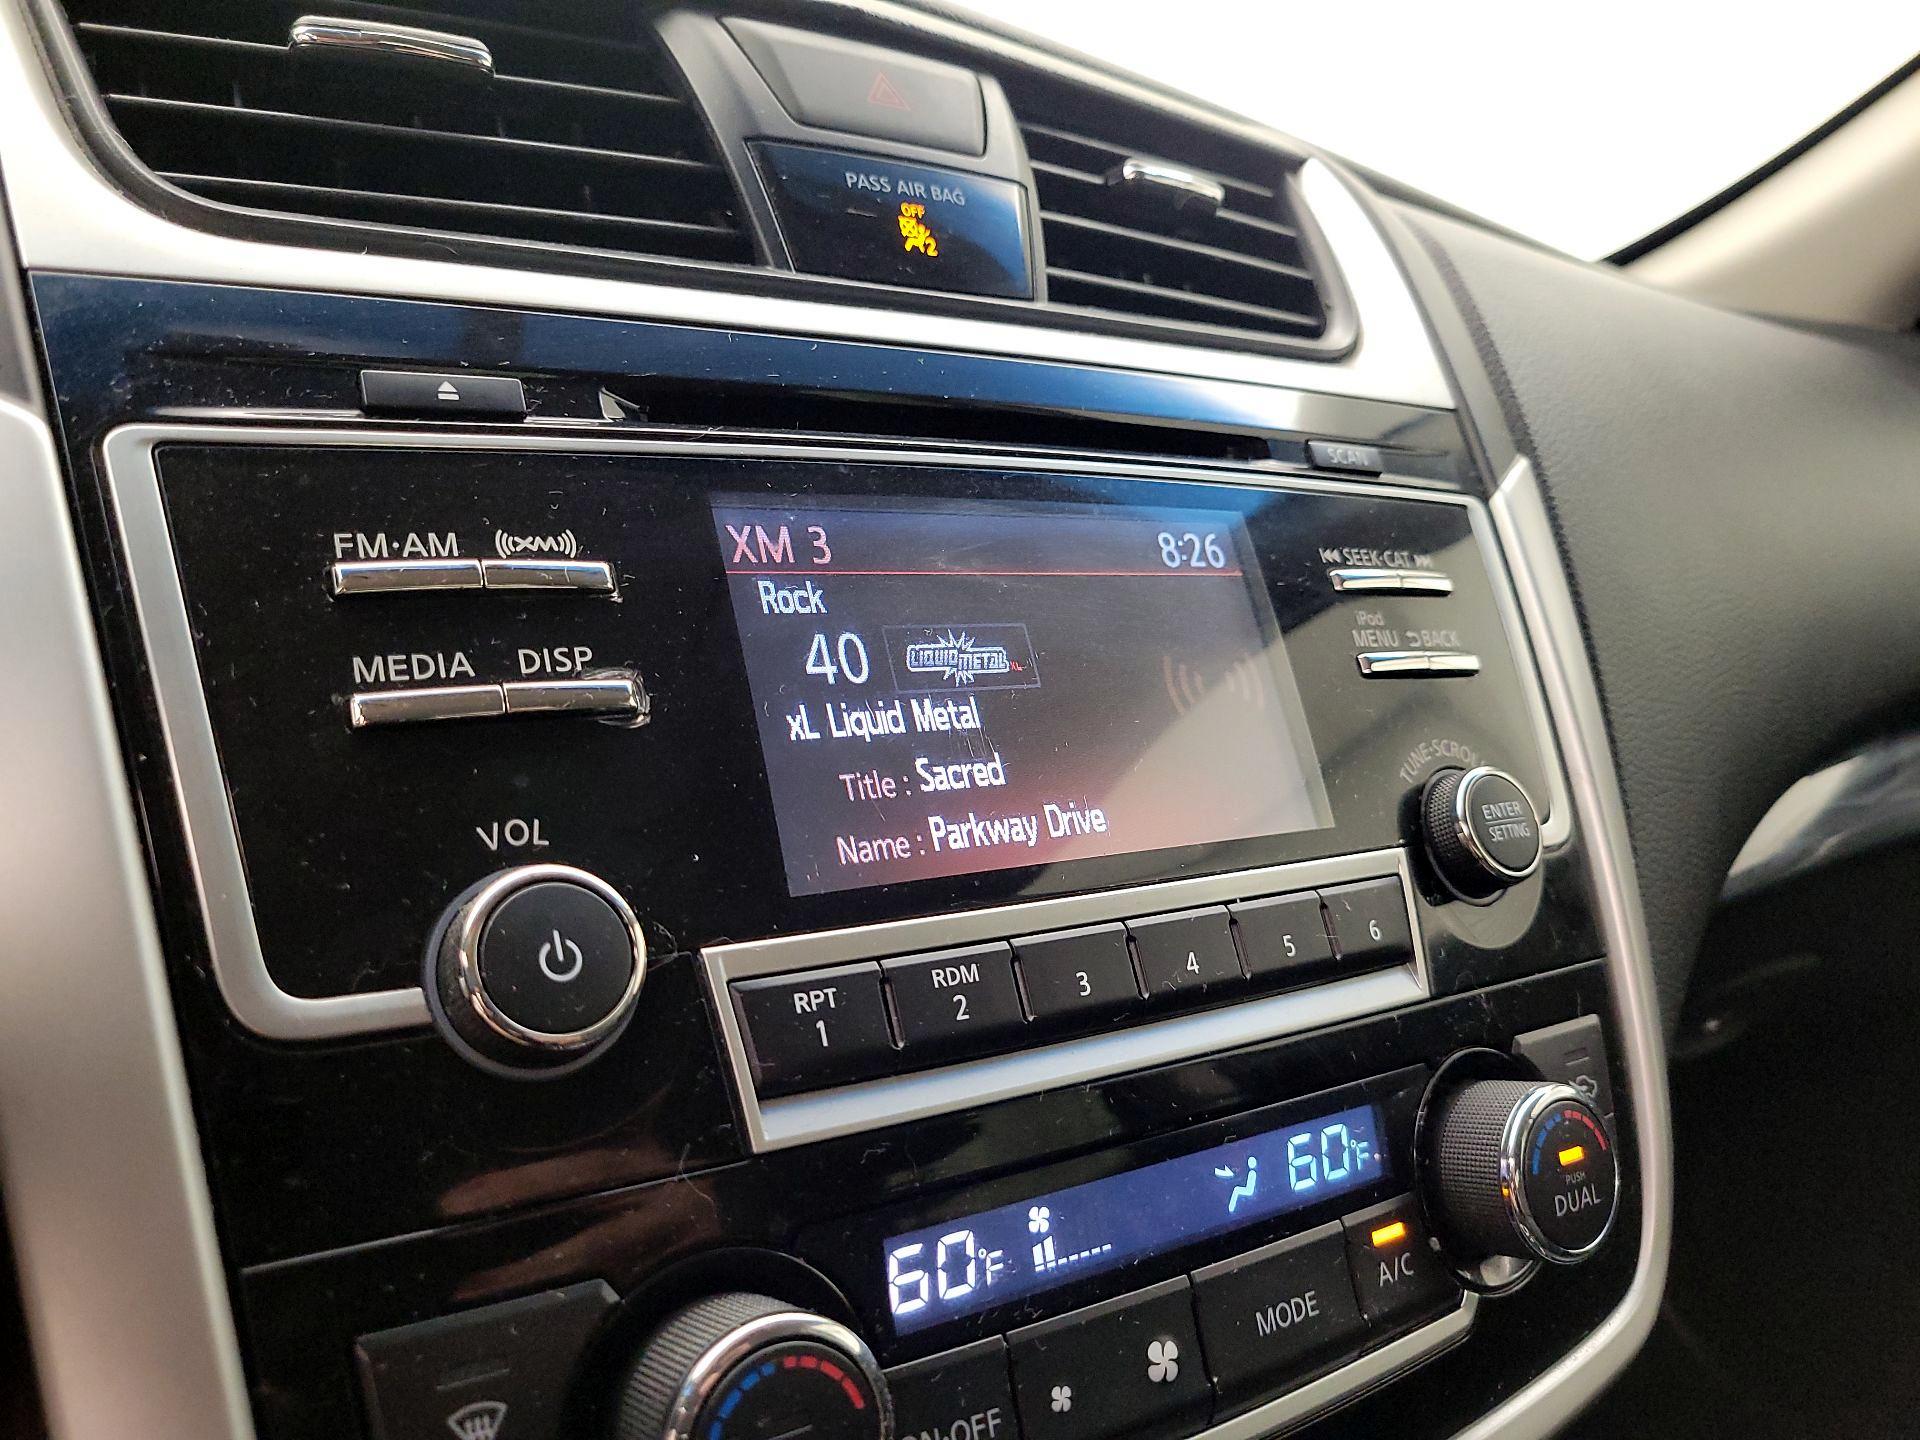 PASS AIR BAG
OFF
2
SCAN
FM·AM
XM
MEDIA
DISP
VOL
XM 3
8:26
Rock
40
LIQUID METAL XL
xL Liquid Metal
Title : Sacred
Name : Parkway Drive
SEEK·CAT
iPod
MENU
BACK
TUNE·SCROLL
ENTER
SETTING
RPT
1
RDM
2
3
4
5
6
60°F
60°F
PUSH
DUAL
A/C
MODE
ON·OFF